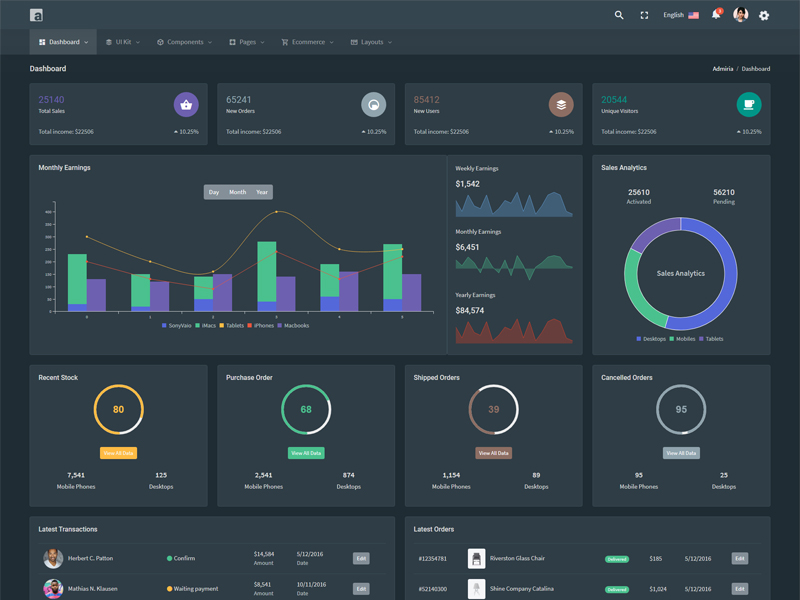 a
English
3
Dashboard
UI Kit
Components
Pages
Ecommerce
Layouts
Dashboard
Admiria / Dashboard
25140
Total Sales
Total income: $22506
10.25%
65241
New Orders
Total income: $22506
10.25%
85412
New Users
Total income: $22506
10.25%
20544
Unique Visitors
Total income: $22506
10.25%
Monthly Earnings
Day Month Year
400
350
300
250
200
150
100
50
0
0 1 2 3 4 5
SonyVaio iMacs Tablets iPhones Macbooks
Weekly Earnings
$1,542
Monthly Earnings
$6,451
Yearly Earnings
$84,574
Sales Analytics
25610
Activated
56210
Pending
Sales Analytics
Desktops Mobiles Tablets
Recent Stock
80
View All Data
7,541
Mobile Phones
125
Desktops
Purchase Order
68
View All Data
2,541
Mobile Phones
874
Desktops
Shipped Orders
39
View All Data
1,154
Mobile Phones
89
Desktops
Cancelled Orders
95
View All Data
95
Mobile Phones
25
Desktops
Latest Transactions
Herbert C. Patton
Confirm
$14,584
Amount
5/12/2016
Date
Edit
Mathias N. Klausen
Waiting payment
$8,541
Amount
10/11/2016
Date
Edit
Latest Orders
#12354781
Riverston Glass Chair
Delivered
$185
5/12/2016
Edit
#52140300
Shine Company Catalina
Delivered
$1,024
5/12/2016
Edit